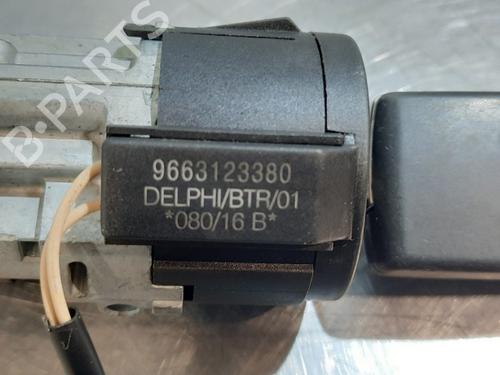 B-PARTS
9663123380
DELPHI/BTR/01
*080/16 B*